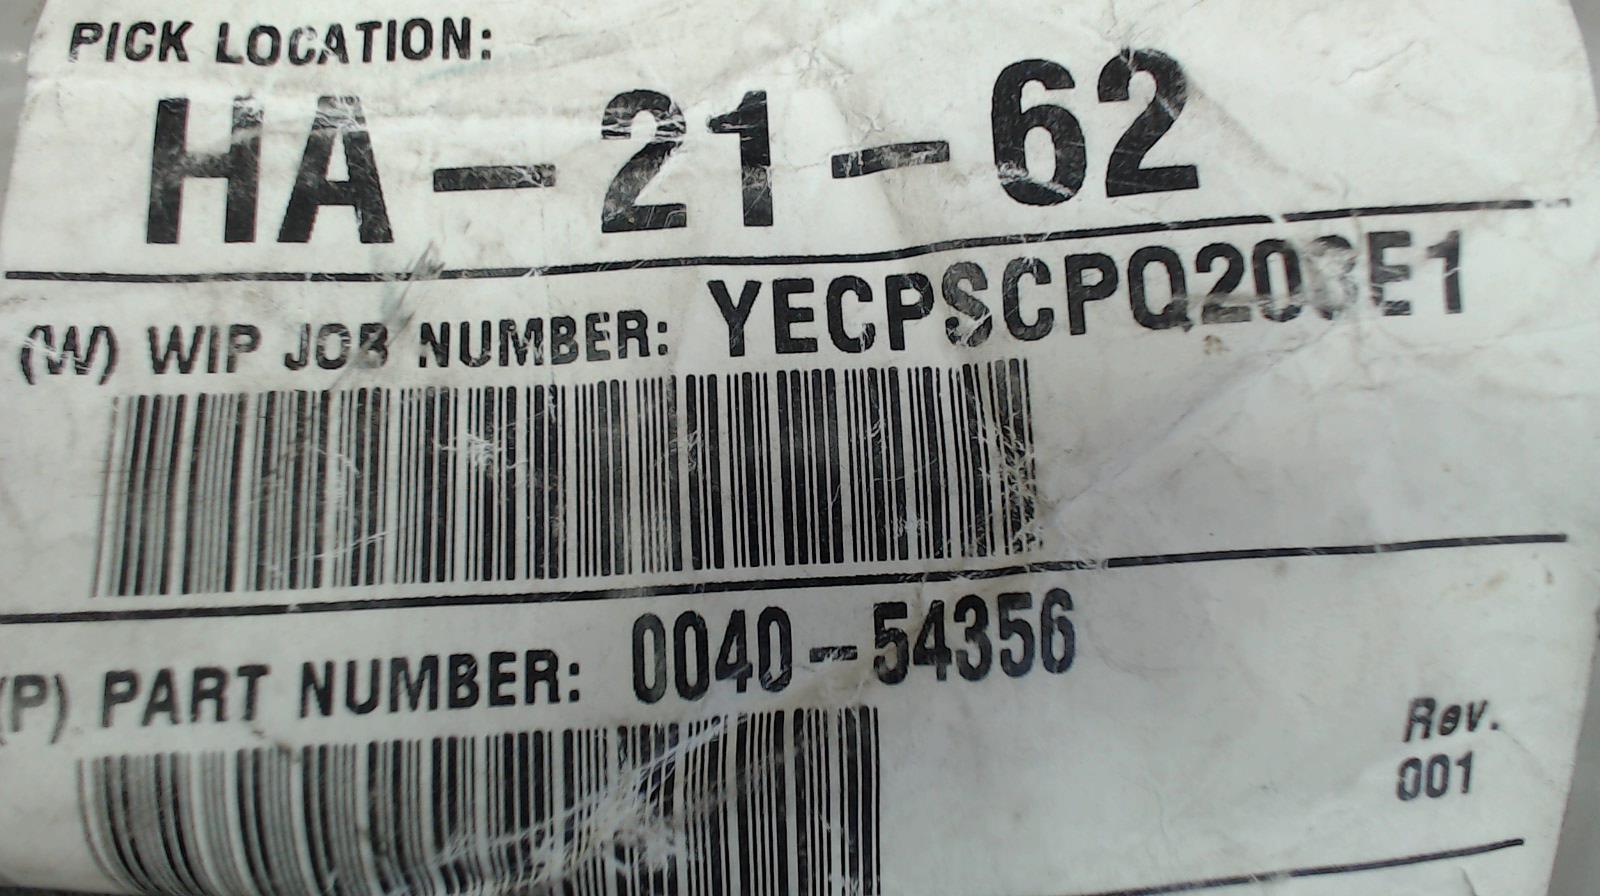 PICK LOCATION:
HA-21-62
(W) WIP JOB NUMBER:
(P) PART NUMBER: 0040-54356
Rev.
001